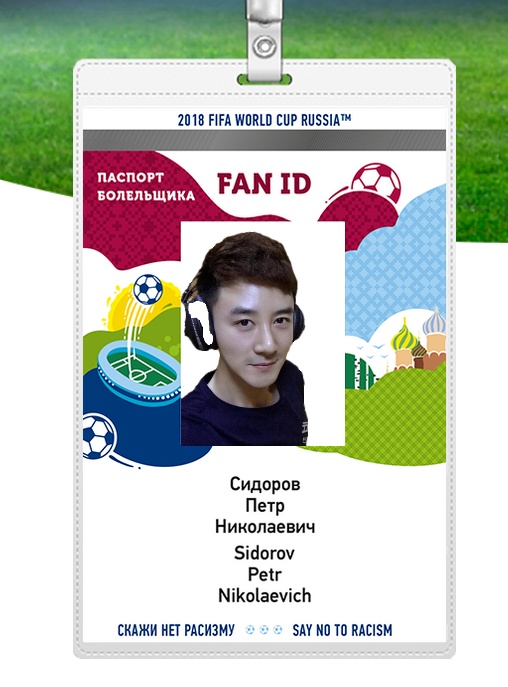 2018 FIFA WORLD CUP RUSSIA™
ПАСПОРТ
БОЛЕЛЬЩИКА
FAN ID
Сидоров
Петр
Николаевич
Sidorov
Petr
Nikolaevich
СКАЖИ НЕТ РАСИЗМУ
SAY NO TO RACISM